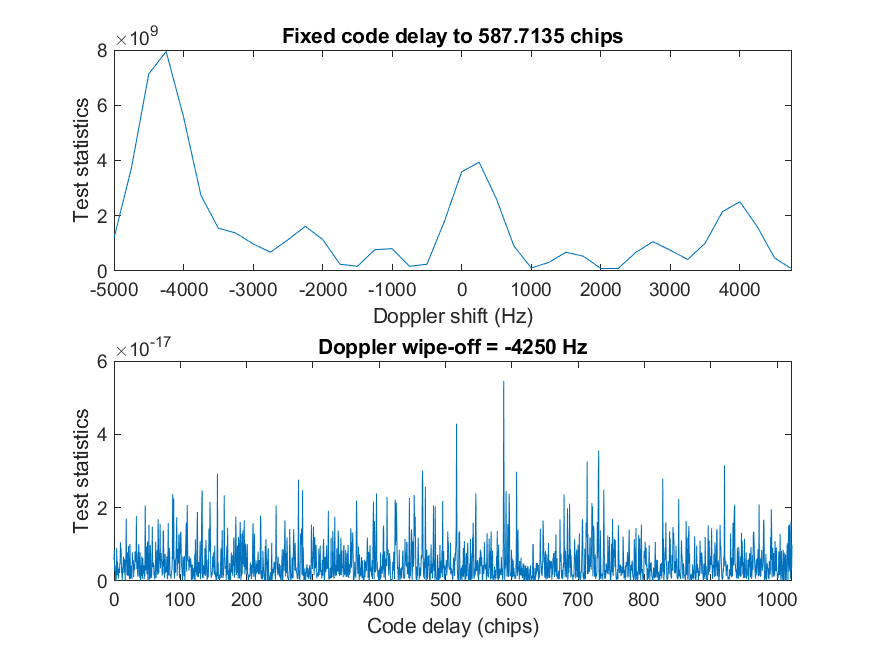 Fixed code delay to 587.7135 chips
×10^9
8
6
4
2
0
Test statistics
-5000 -4000 -3000 -2000 -1000 0 1000 2000 3000 4000
Doppler shift (Hz)
Doppler wipe-off = -4250 Hz
×10^-17
6
4
2
0
Test statistics
0 100 200 300 400 500 600 700 800 900 1000
Code delay (chips)